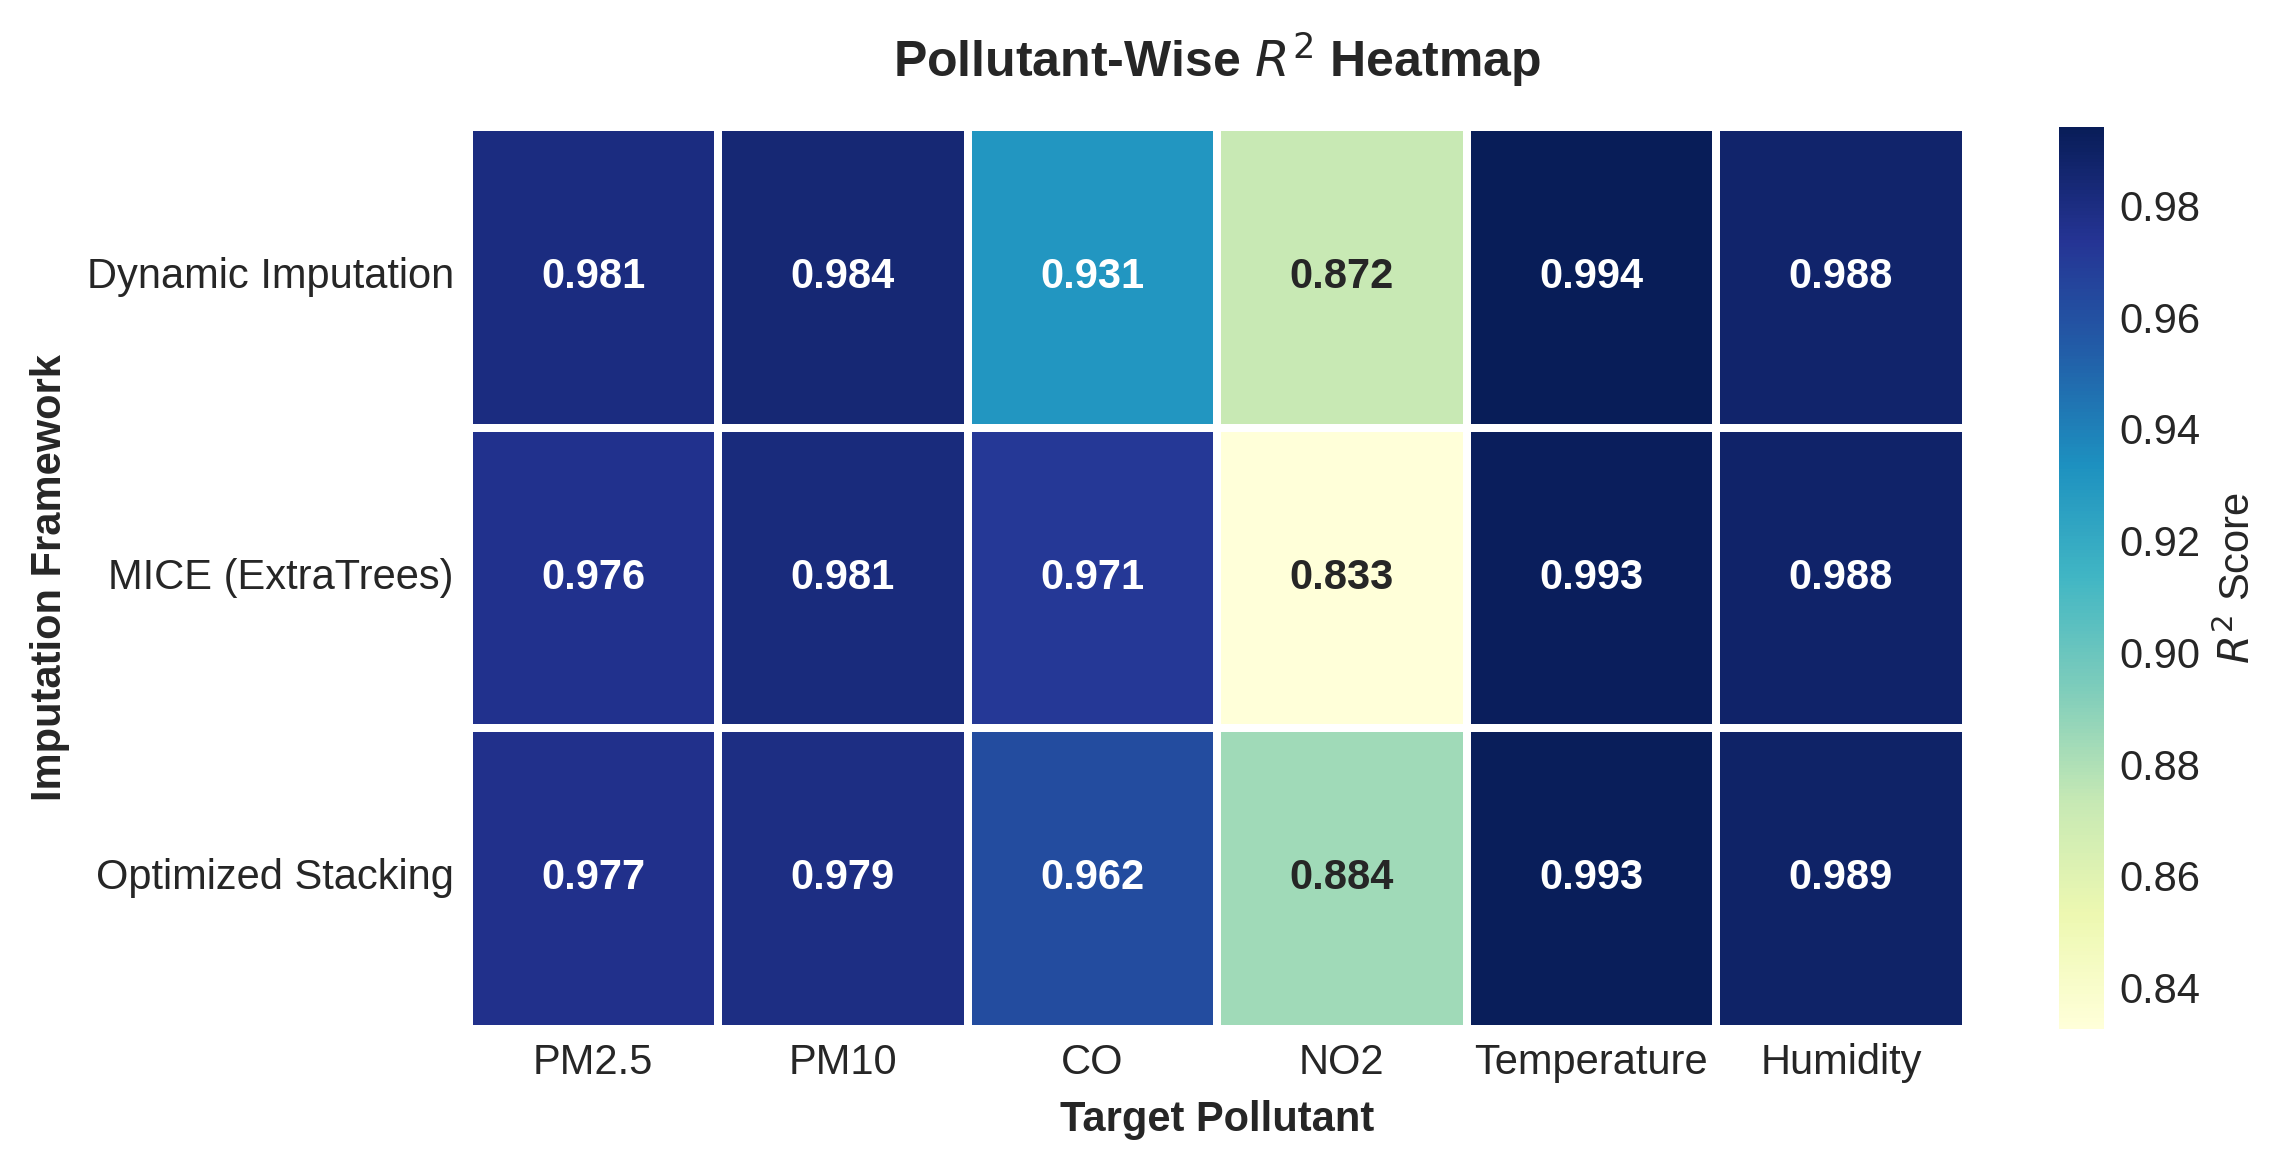 Pollutant-Wise R² Heatmap
Imputation Framework
Dynamic Imputation 0.981 0.984 0.931 0.872 0.994 0.988
MICE (ExtraTrees) 0.976 0.981 0.971 0.833 0.993 0.988
Optimized Stacking 0.977 0.979 0.962 0.884 0.993 0.989
PM2.5 PM10 CO NO2 Temperature Humidity
Target Pollutant
0.98
0.96
0.94
0.92
0.90
0.88
0.86
0.84
R² Score